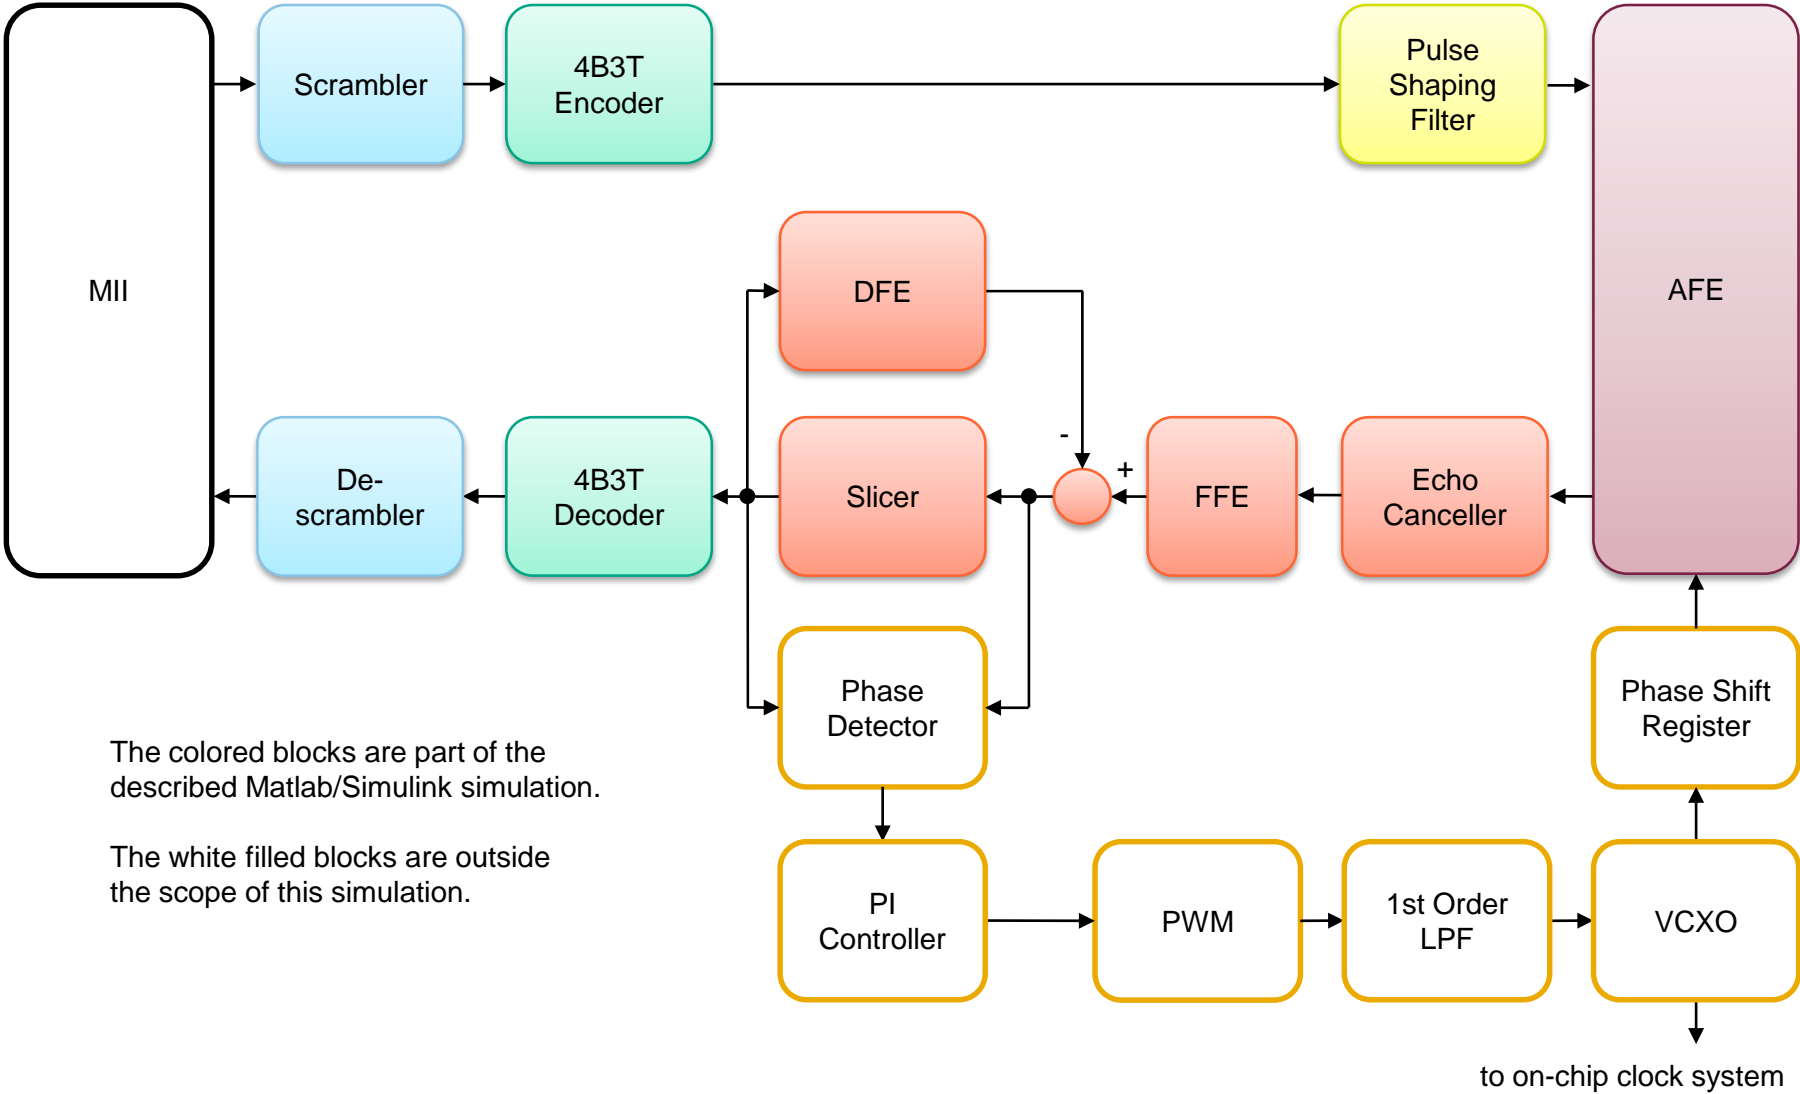 MII
Scrambler
4B3T
Encoder
Pulse
Shaping
Filter
AFE
DFE
De-
scrambler
4B3T
Decoder
Slicer
-
+
FFE
Echo
Canceller
Phase
Detector
Phase Shift
Register
The colored blocks are part of the
described Matlab/Simulink simulation.
The white filled blocks are outside
the scope of this simulation.
PI
Controller
PWM
1st Order
LPF
VCXO
to on-chip clock system